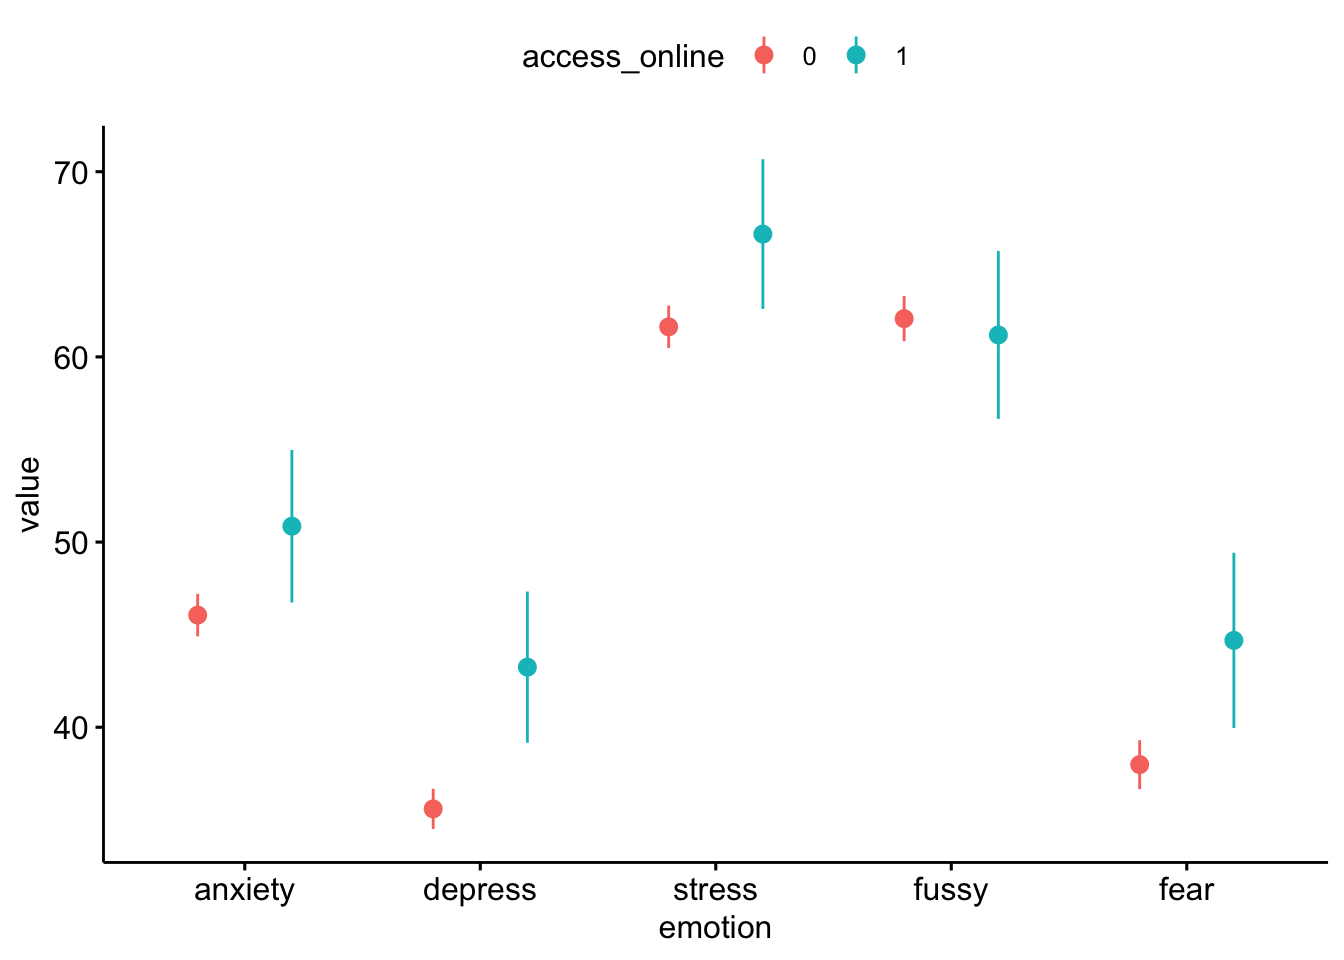 access_online 0 1
70
60
50
40
value
anxiety depress stress fussy fear
emotion